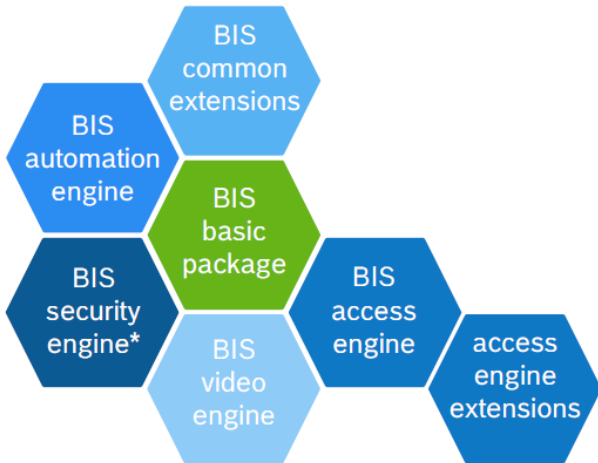 BIS
common
extensions
BIS
automation
engine
BIS
basic
package
BIS
security
engine*
BIS
access
engine
BIS
video
engine
access
engine
extensions